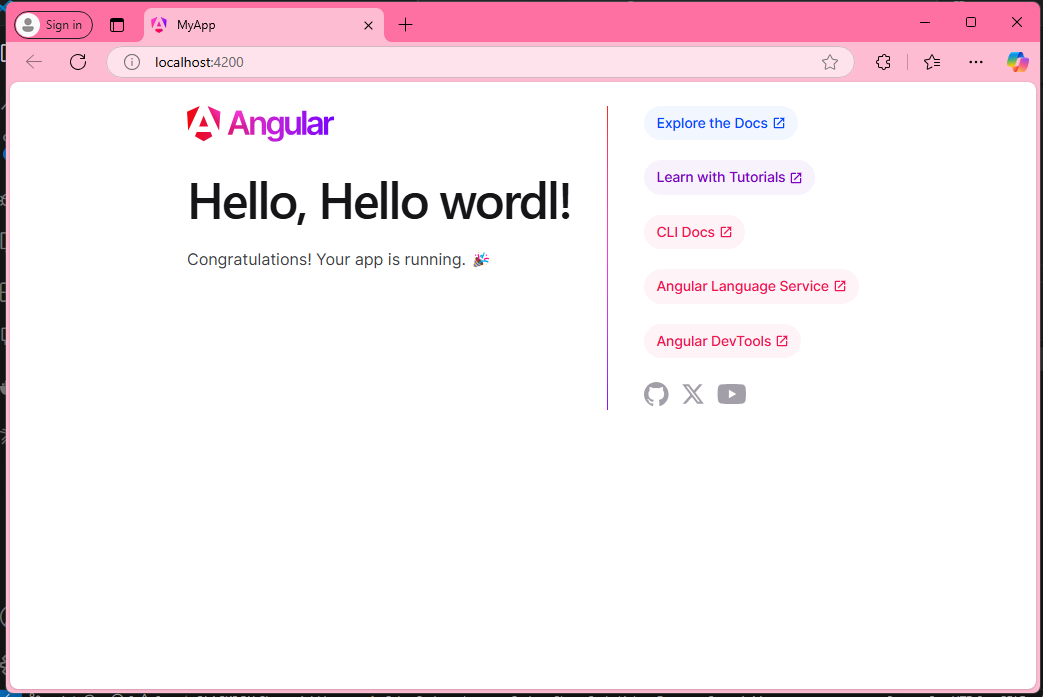 Sign in
MyApp
localhost:4200
Angular
Hello, Hello wordl!
Congratulations! Your app is running. 🎉
Explore the Docs
Learn with Tutorials
CLI Docs
Angular Language Service
Angular DevTools